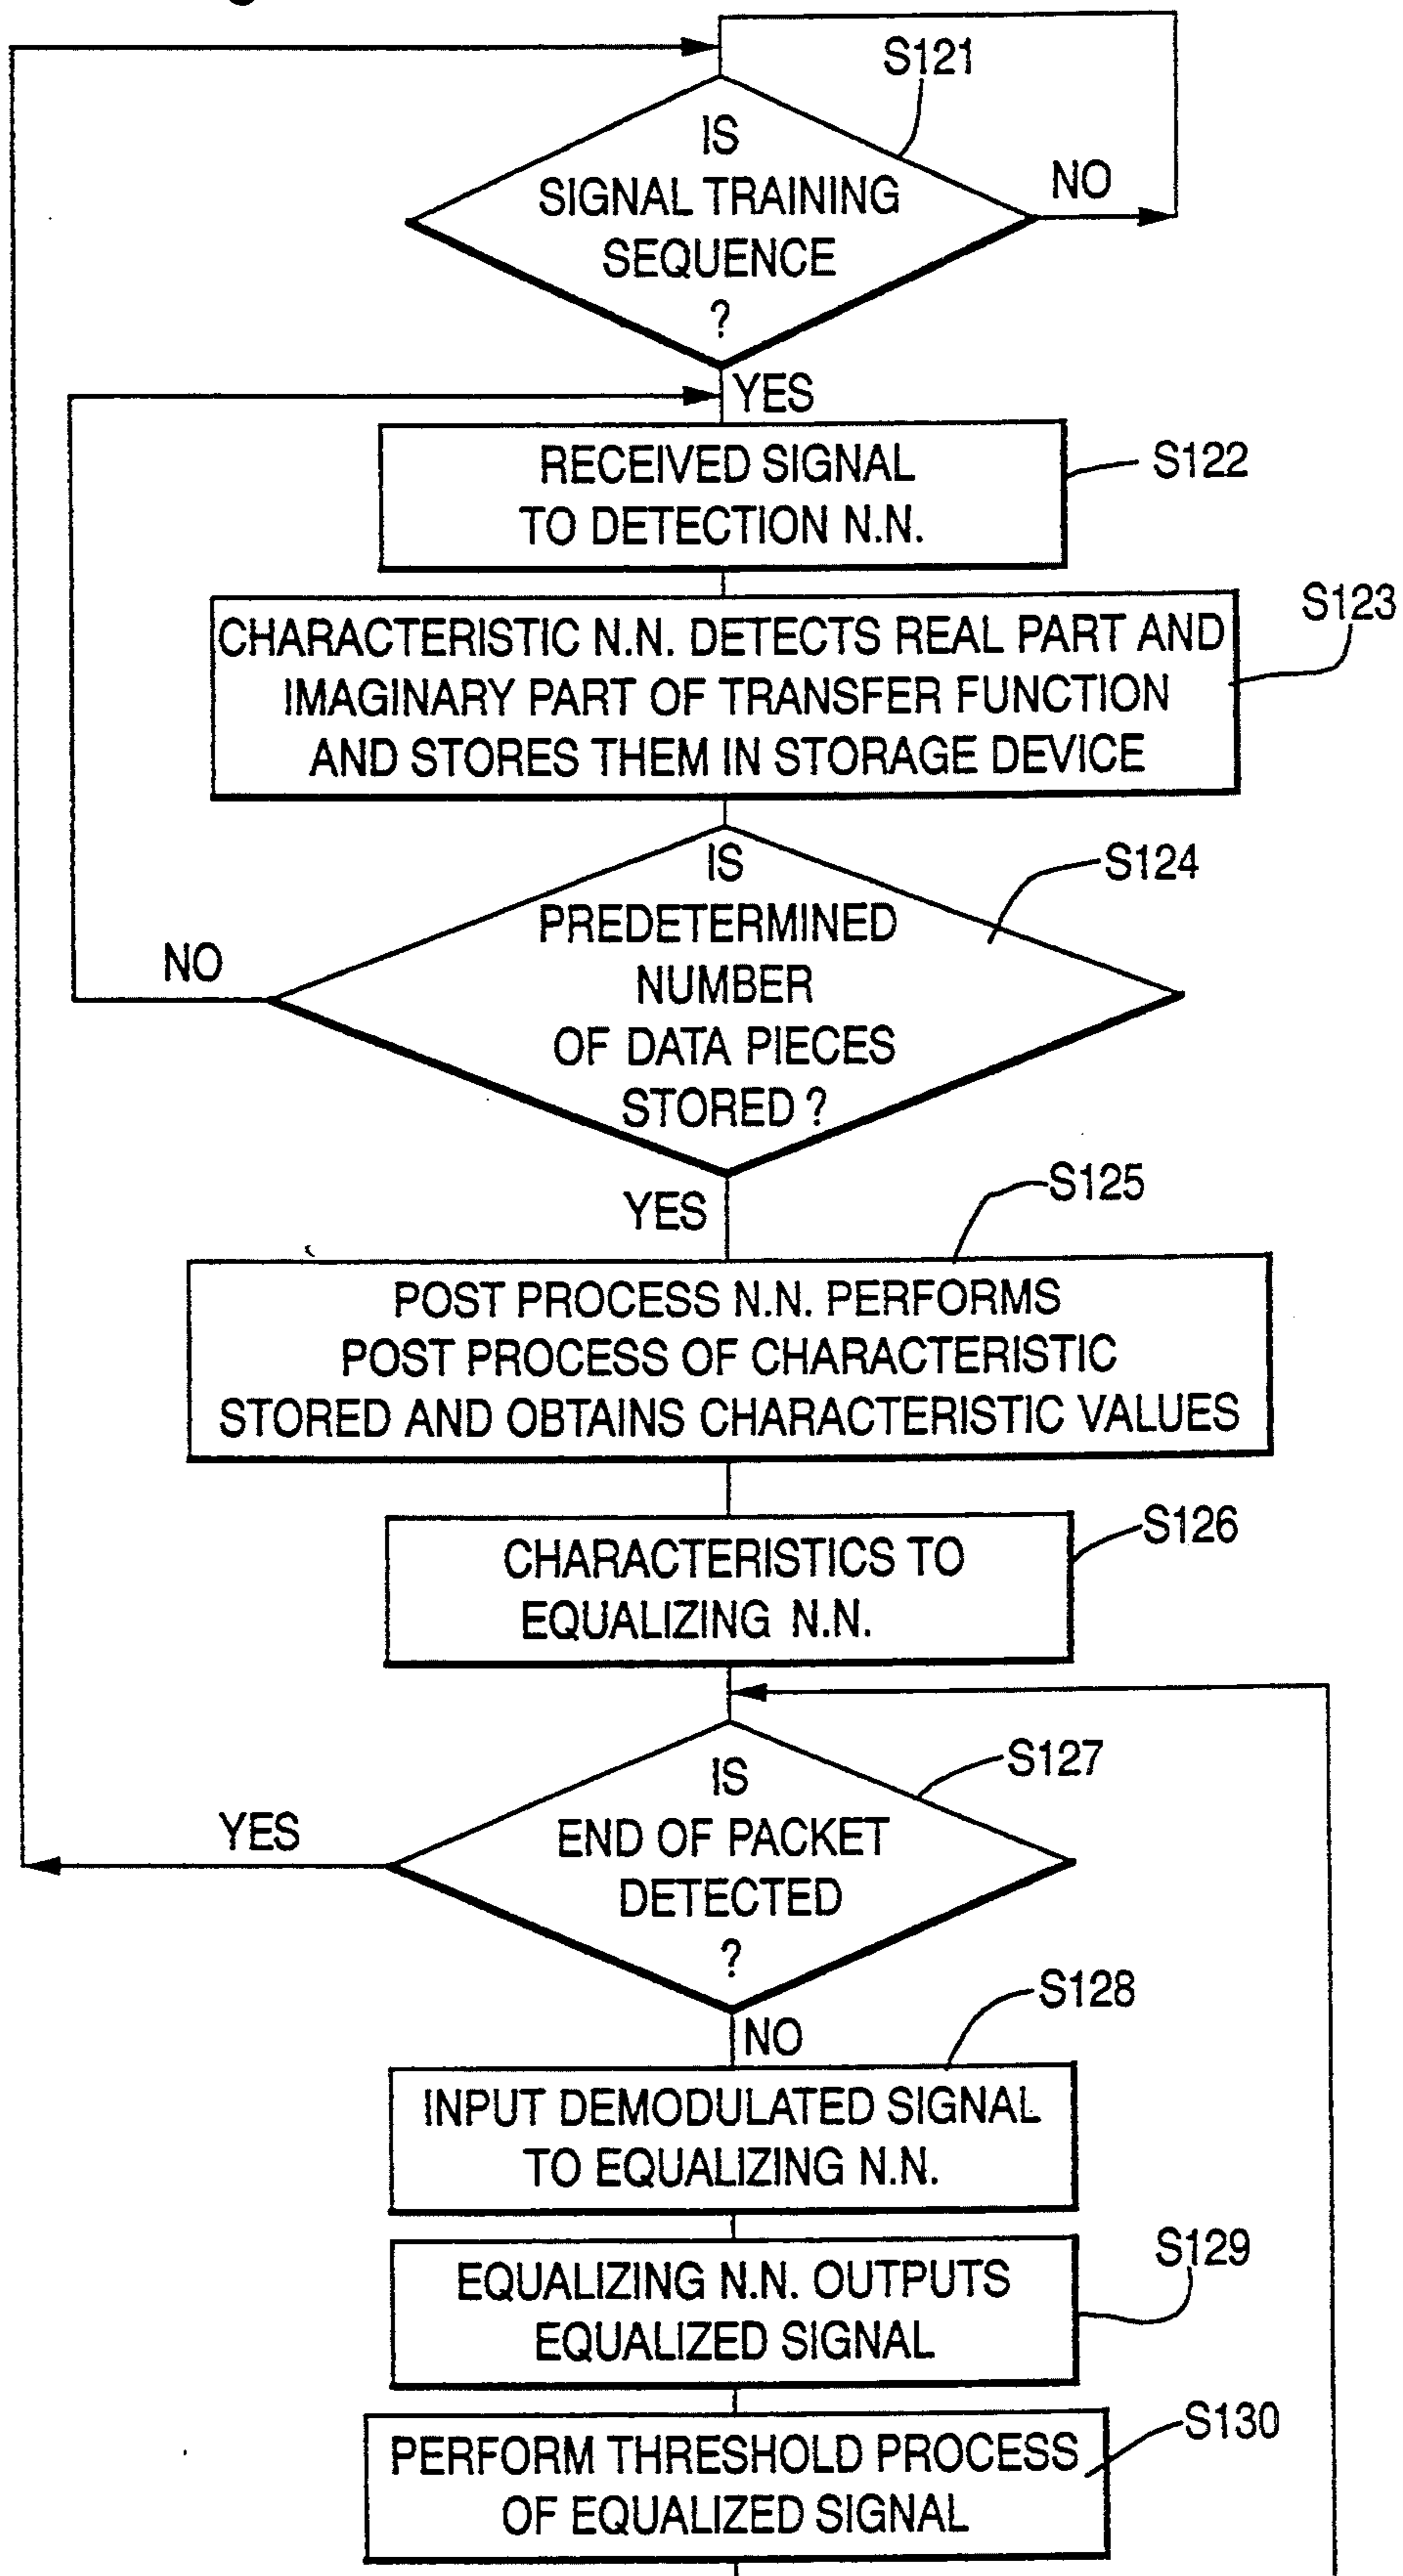 S121
IS
SIGNAL TRAINING
SEQUENCE
?
NO
YES
RECEIVED SIGNAL
TO DETECTION N.N.
S122
CHARACTERISTIC N.N. DETECTS REAL PART AND
IMAGINARY PART OF TRANSFER FUNCTION
AND STORES THEM IN STORAGE DEVICE
S123
IS
PREDETERMINED
NUMBER
OF DATA PIECES
STORED ?
S124
NO
YES
S125
POST PROCESS N.N. PERFORMS
POST PROCESS OF CHARACTERISTIC
STORED AND OBTAINS CHARACTERISTIC VALUES
CHARACTERISTICS TO
EQUALIZING N.N.
S126
IS
END OF PACKET
DETECTED
?
S127
YES
NO
S128
INPUT DEMODULATED SIGNAL
TO EQUALIZING N.N.
EQUALIZING N.N. OUTPUTS
EQUALIZED SIGNAL
S129
PERFORM THRESHOLD PROCESS
OF EQUALIZED SIGNAL
S130